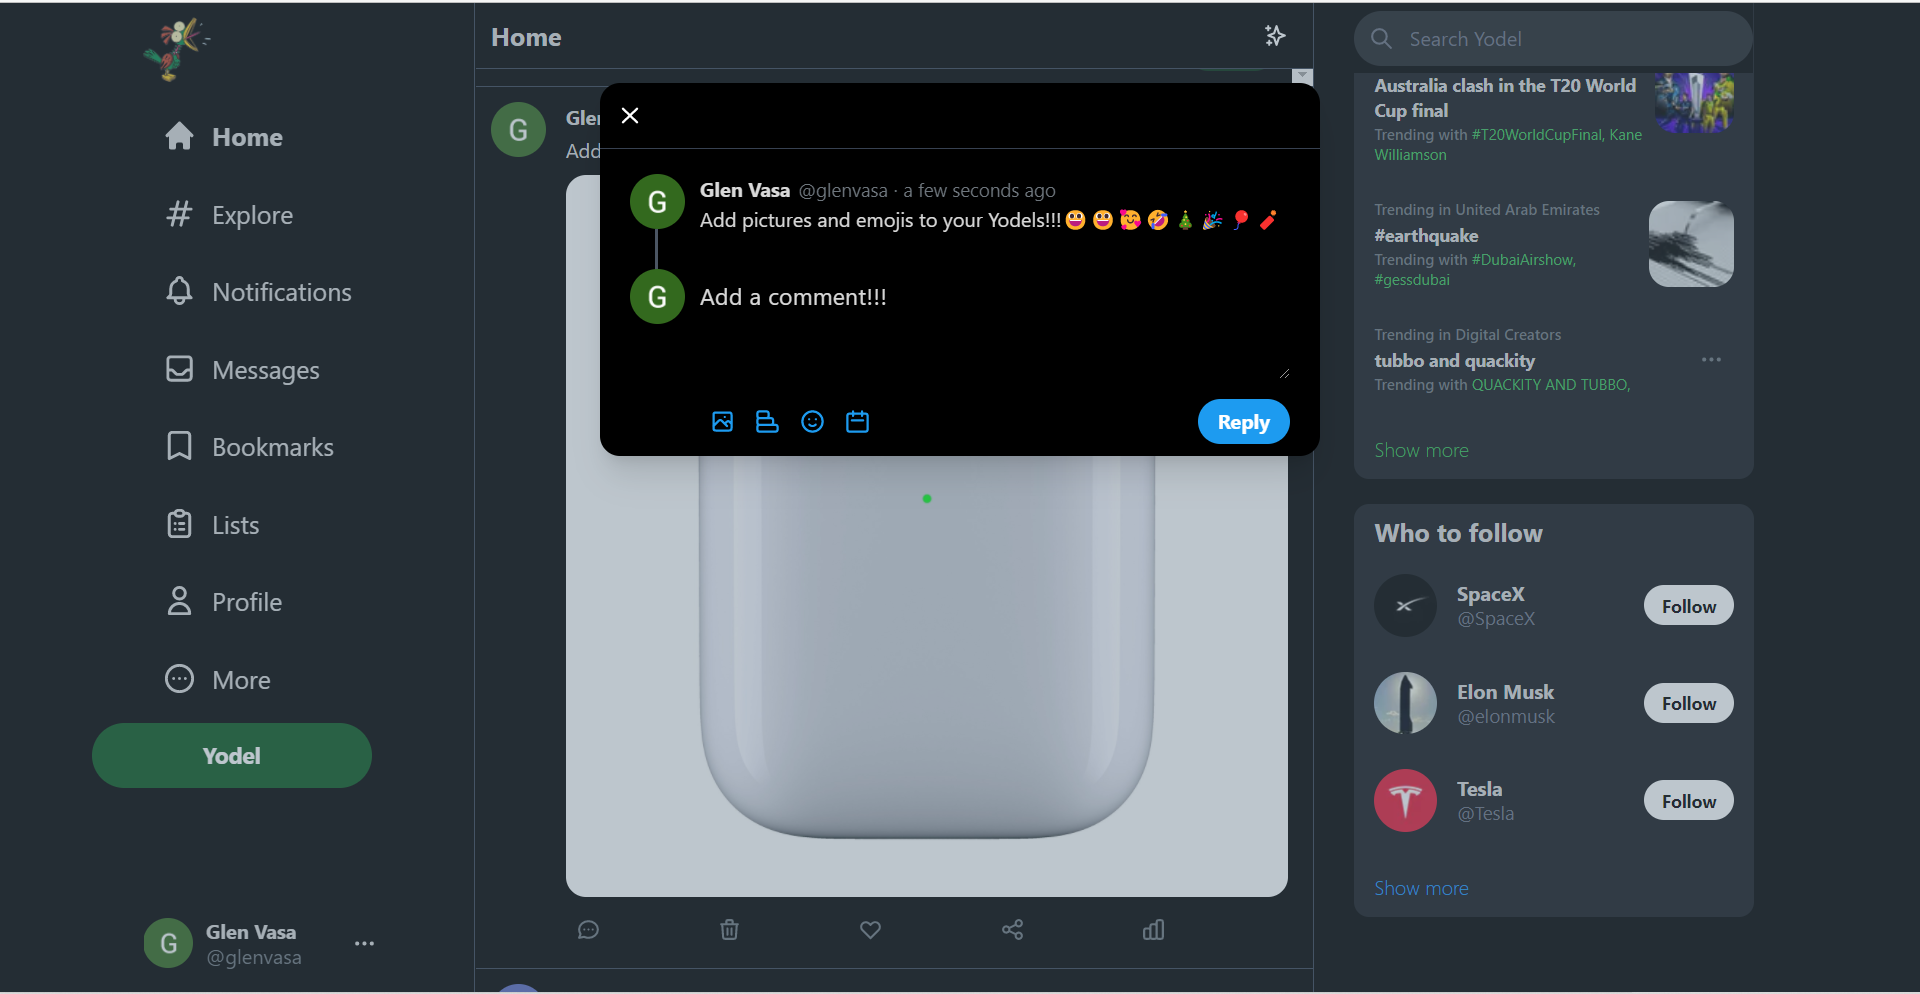 Home
Explore
Notifications
Messages
Bookmarks
Lists
Profile
More
Yodel
G
Glen Vasa
@glenvasa
Home
G
Gle
Add
G
Glen Vasa @glenvasa · a few seconds ago
Add pictures and emojis to your Yodels!!!😃 😃 🥰 🤣 🎄 🎉 🎈 🧨
G
Add a comment!!!
Reply
Search Yodel
Australia clash in the T20 World
Cup final
Trending with #T20WorldCupFinal, Kane
Williamson
Trending in United Arab Emirates
#earthquake
Trending with #DubaiAirshow,
#gessdubai
Trending in Digital Creators
tubbo and quackity
Trending with QUACKITY AND TUBBO,
Show more
Who to follow
SpaceX
@SpaceX
Follow
Elon Musk
@elonmusk
Follow
Tesla
@Tesla
Follow
Show more